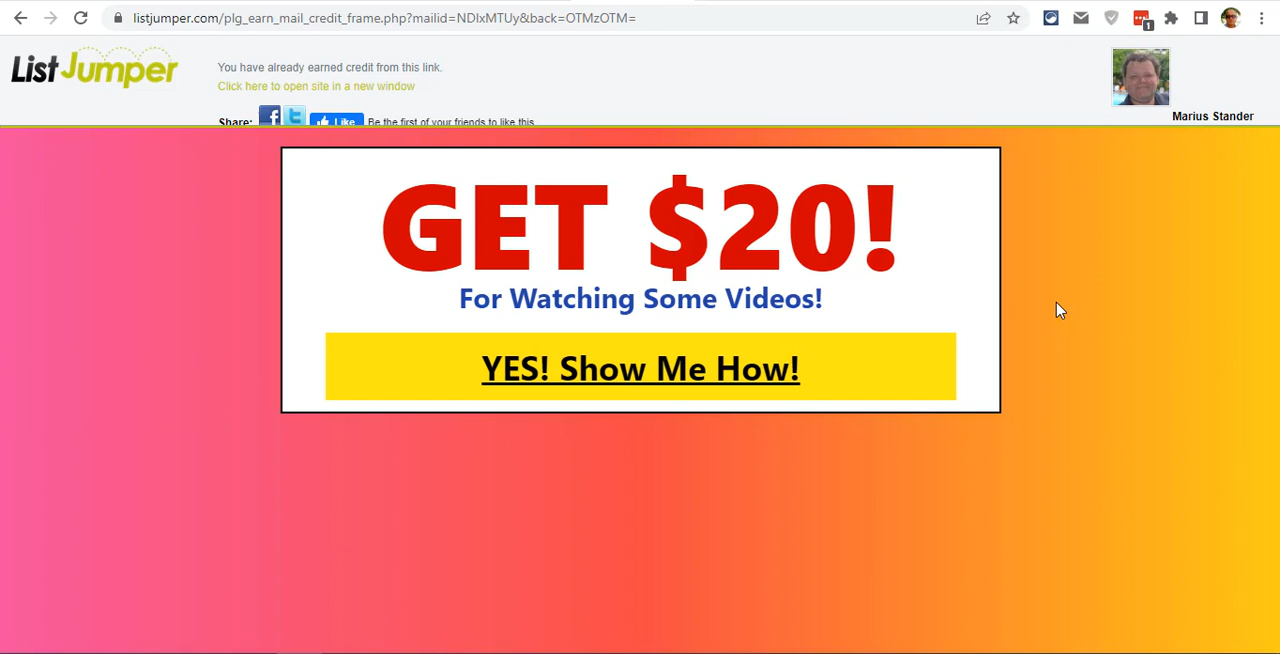 listjumper.com/plg_earn_mail_credit_frame.php?mailid=NDIxMTUy&back=OTMzOTM=
1
List Jumper
You have already earned credit from this link.
Click here to open site in a new window
Share: f t Like Be the first of your friends to like this
Marius Stander
GET $20!
For Watching Some Videos!
YES! Show Me How!